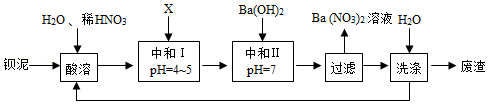 H₂O、稀HNO₃
X
Ba(OH)₂
Ba (NO₃)₂溶液
H₂O
钡泥
酸溶
中和Ⅰ
pH=4~5
中和Ⅱ
pH=7
过滤
洗涤
废渣